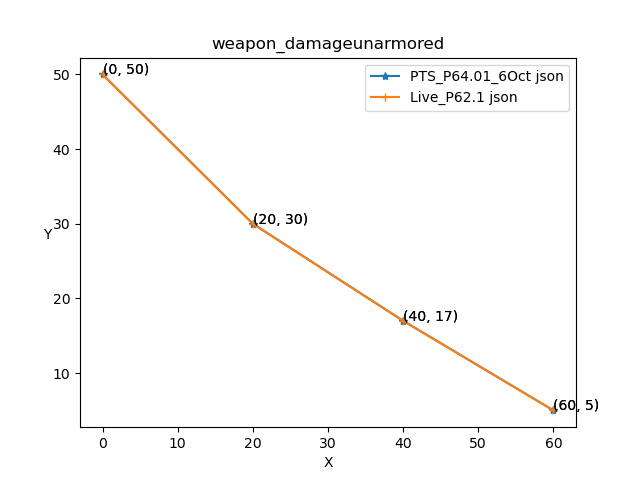 weapon_damageunarmored
PTS_P64.01_6Oct json
Live_P62.1 json
(0, 50)
(20, 30)
(40, 17)
(60, 5)
50
40
30
20
10
Y
0 10 20 30 40 50 60
X